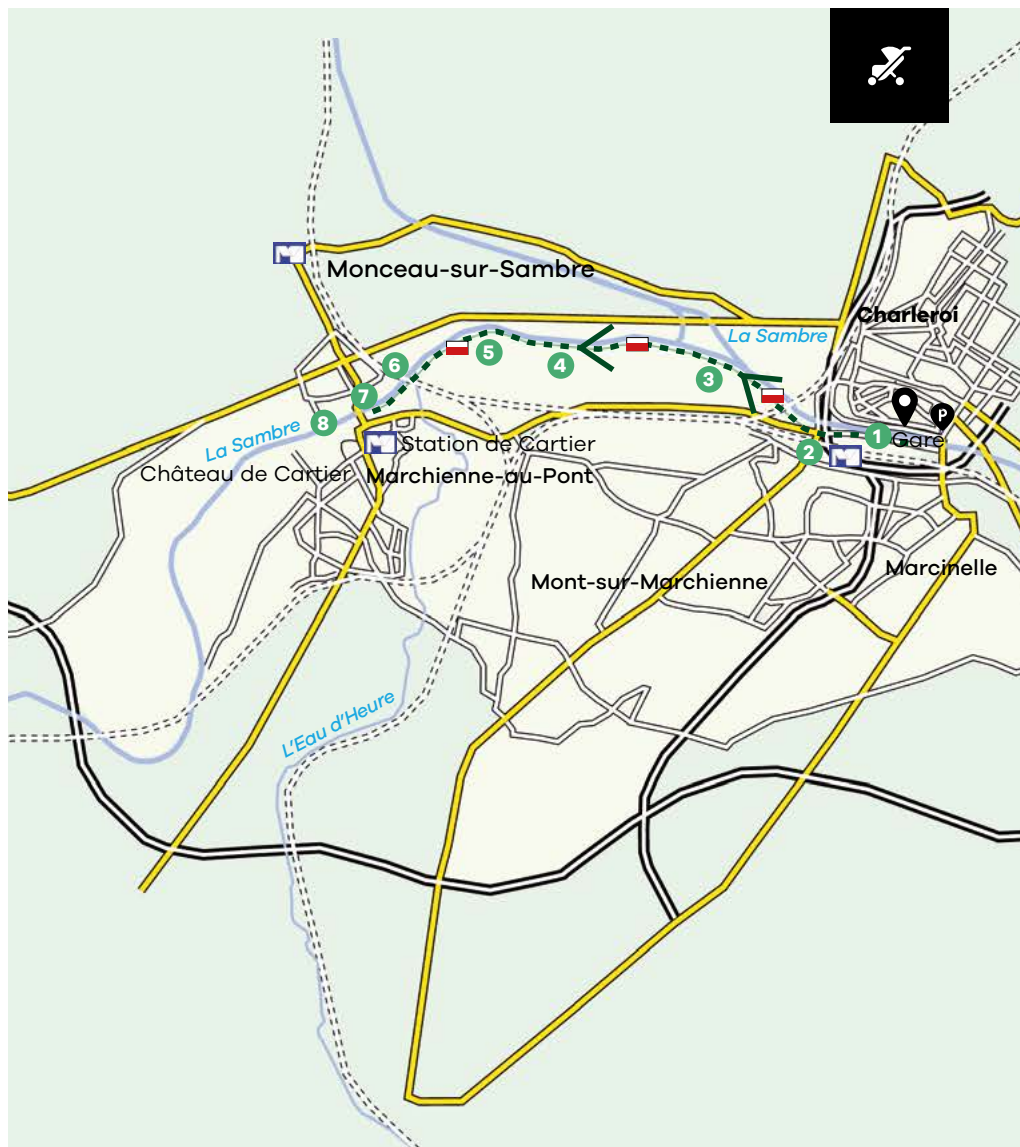 M
Monceau-sur-Sambre
Charleroi
La Sambre
6
5
4
3
7
8
1
P
Gare
2
M
La Sambre
M
Station de Cartier
Château de Cartier
Marchienne-au-Pont
Mont-sur-Marchienne
Marcinelle
L'Eau d'Heure